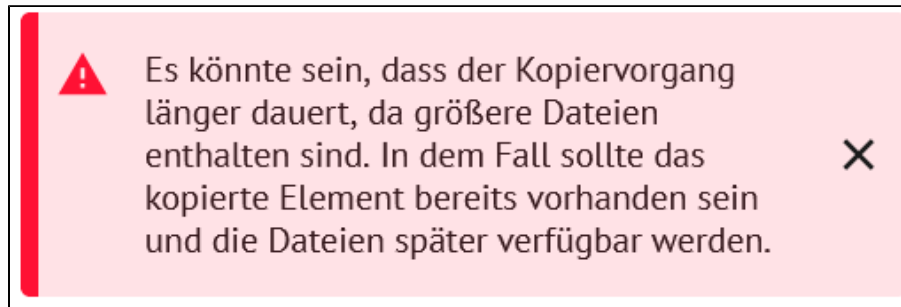 Es könnte sein, dass der Kopiervorgang
länger dauert, da größere Dateien
enthalten sind. In dem Fall sollte das
kopierte Element bereits vorhanden sein
und die Dateien später verfügbar werden.